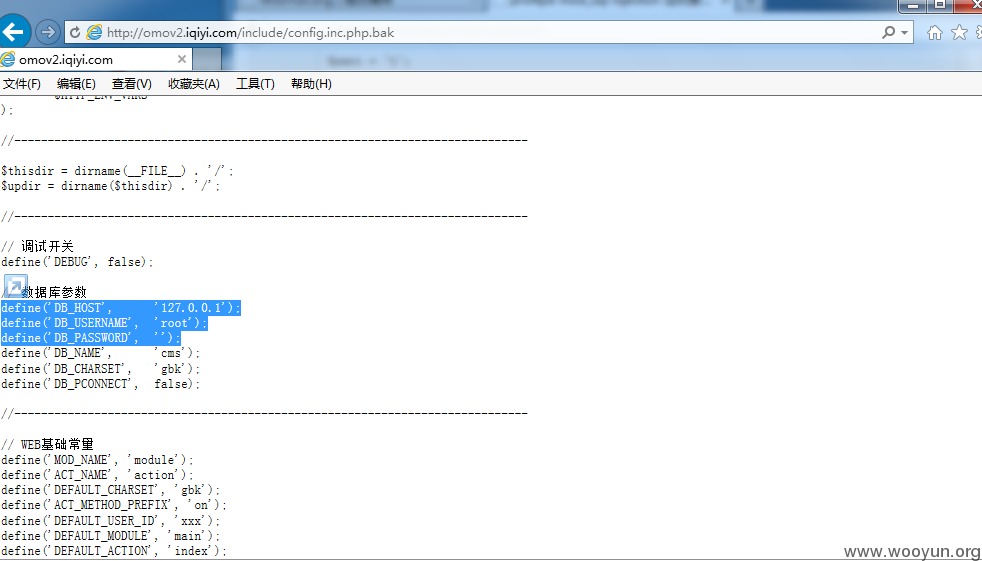 http://omov2.iqiyi.com/include/config.inc.php.bak
omov2.iqiyi.com
文件(F) 编辑(E) 查看(V) 收藏夹(A) 工具(T) 帮助(H)
);
//-----------------------------------------------------------------------------
$thisdir = dirname(__FILE__) . '/';
$updir = dirname($thisdir) . '/';
//-----------------------------------------------------------------------------
// 调试开关
define('DEBUG', false);
数据库参数
define('DB_HOST', '127.0.0.1');
define('DB_USERNAME', 'root');
define('DB_PASSWORD', '');
define('DB_NAME', 'cms');
define('DB_CHARSET', 'gbk');
define('DB_PCONNECT', false);
//-----------------------------------------------------------------------------
// WEB基础常量
define('MOD_NAME', 'module');
define('ACT_NAME', 'action');
define('DEFAULT_CHARSET', 'gbk');
define('ACT_METHOD_PREFIX', 'on');
define('DEFAULT_USER_ID', 'xxx');
define('DEFAULT_MODULE', 'main');
define('DEFAULT_ACTION', 'index');
www.wooyun.org